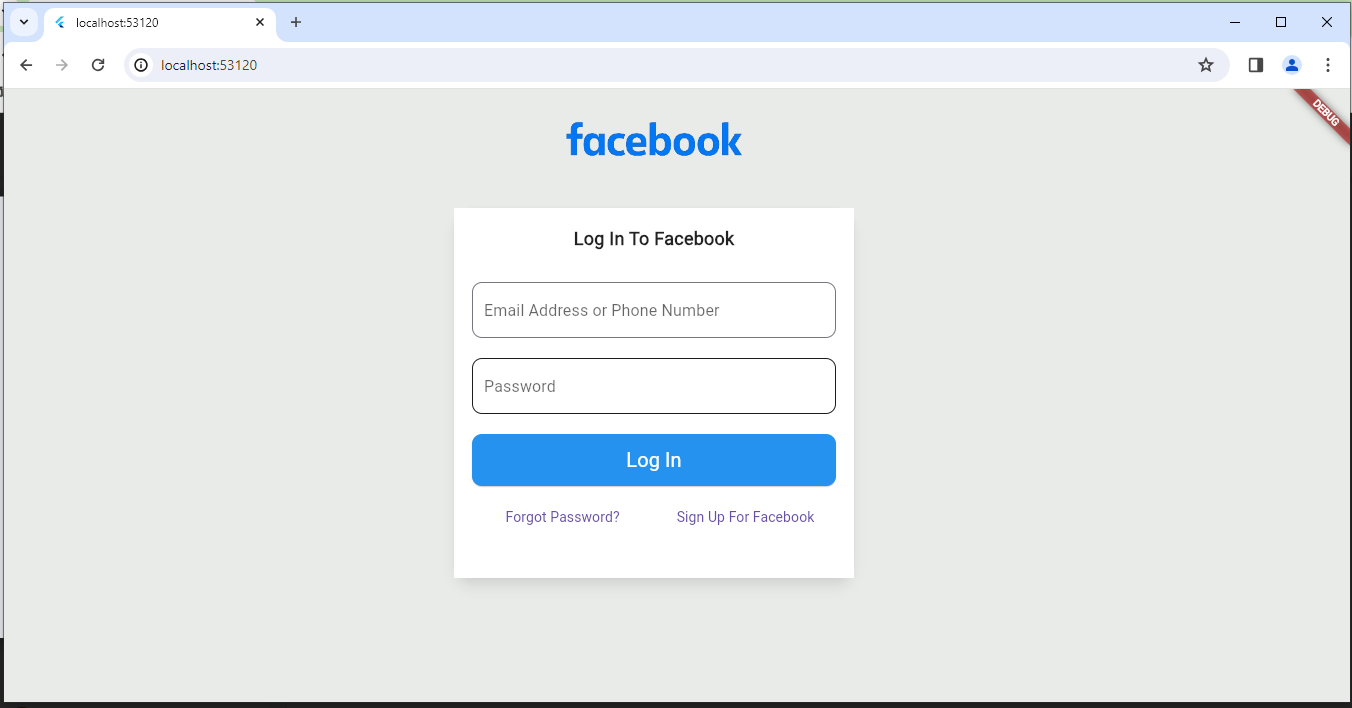 localhost:53120
localhost:53120
DEBUG
facebook
Log In To Facebook
Email Address or Phone Number
Password
Log In
Forgot Password? Sign Up For Facebook